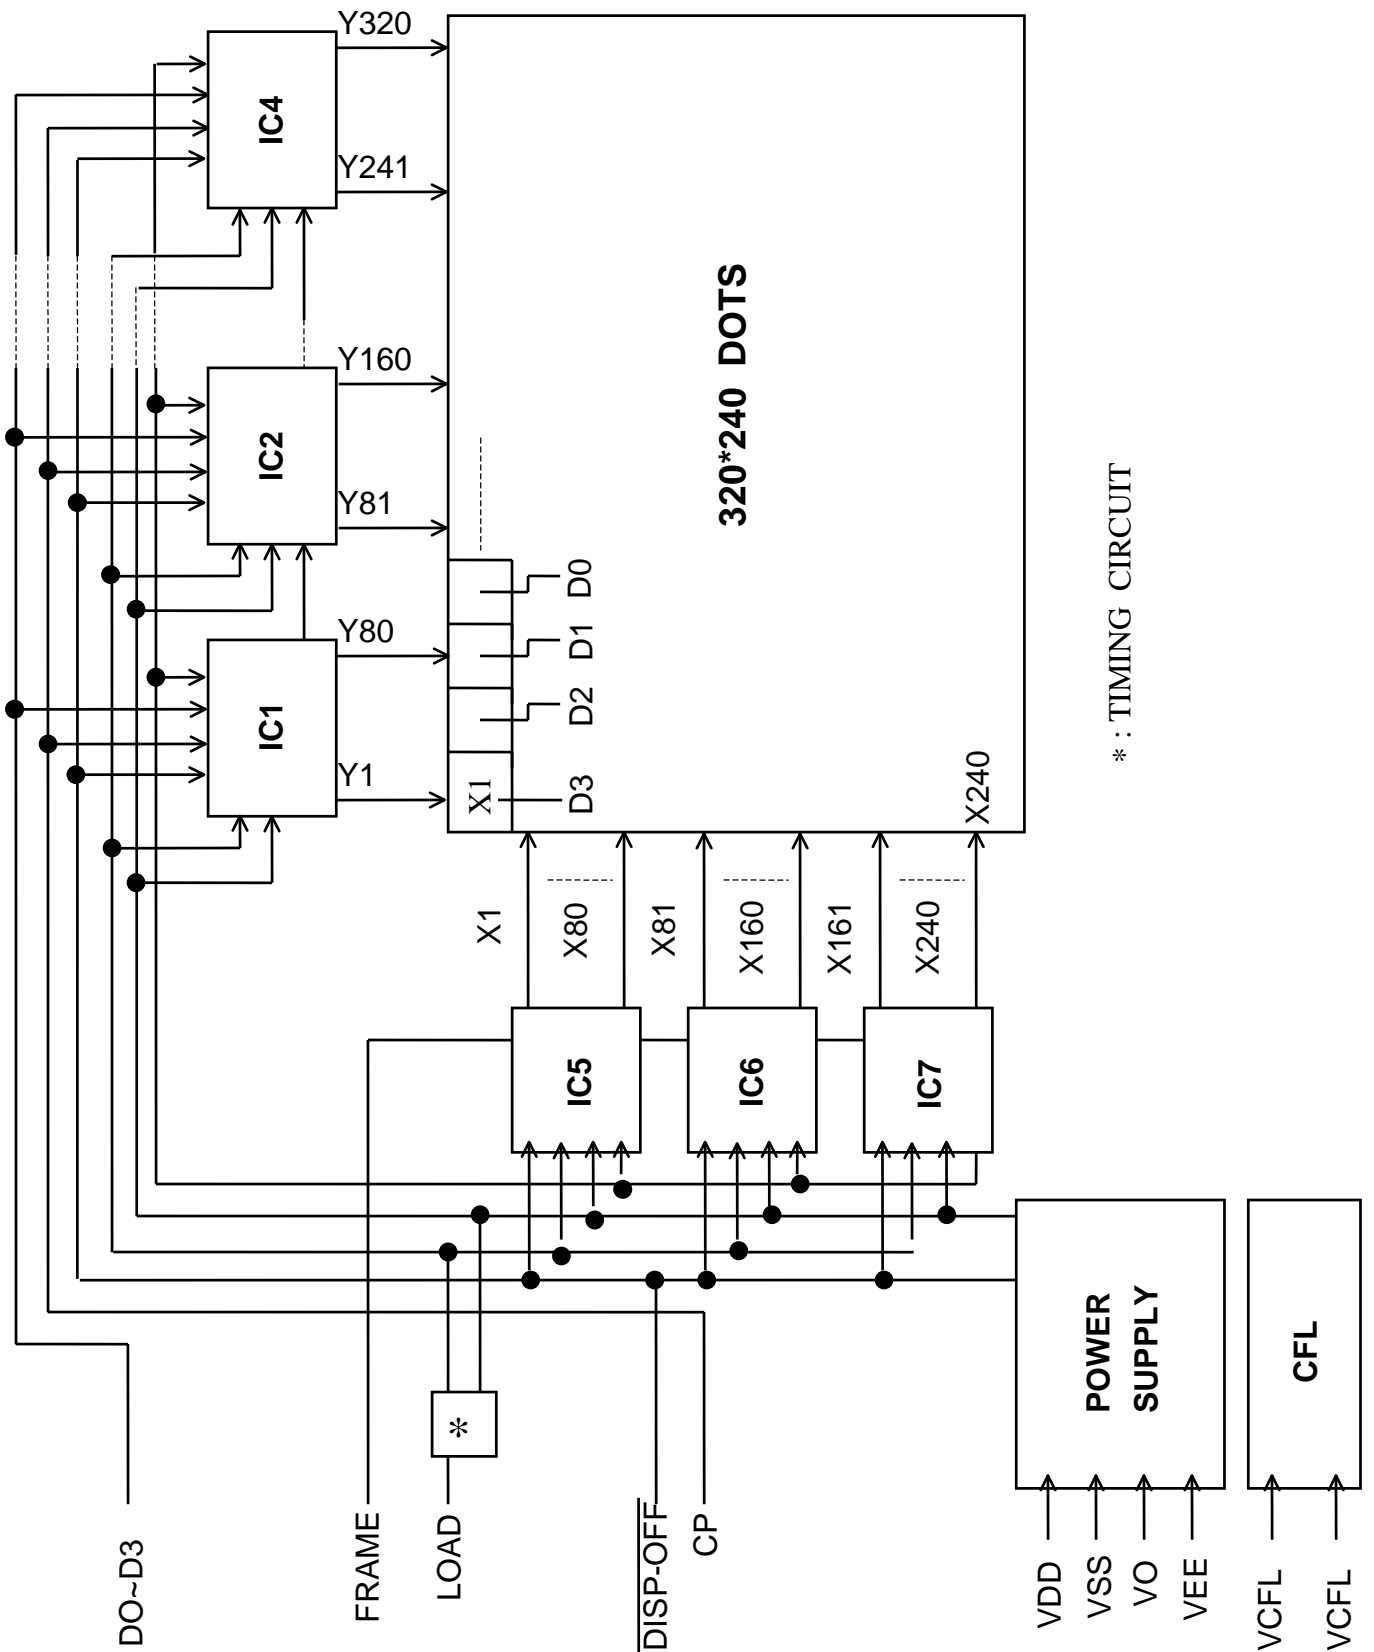 Y320
IC4
Y241
Y160
IC2
Y81
Y80
IC1
Y1
320*240 DOTS
D0
D1
D2
D3
X1
X240
* : TIMING CIRCUIT
X1
X80
X81
X160
X161
X240
IC5
IC6
IC7
POWER
SUPPLY
CFL
*
DO~D3
FRAME
LOAD
DISP-OFF
CP
VDD
VSS
VO
VEE
VCFL
VCFL